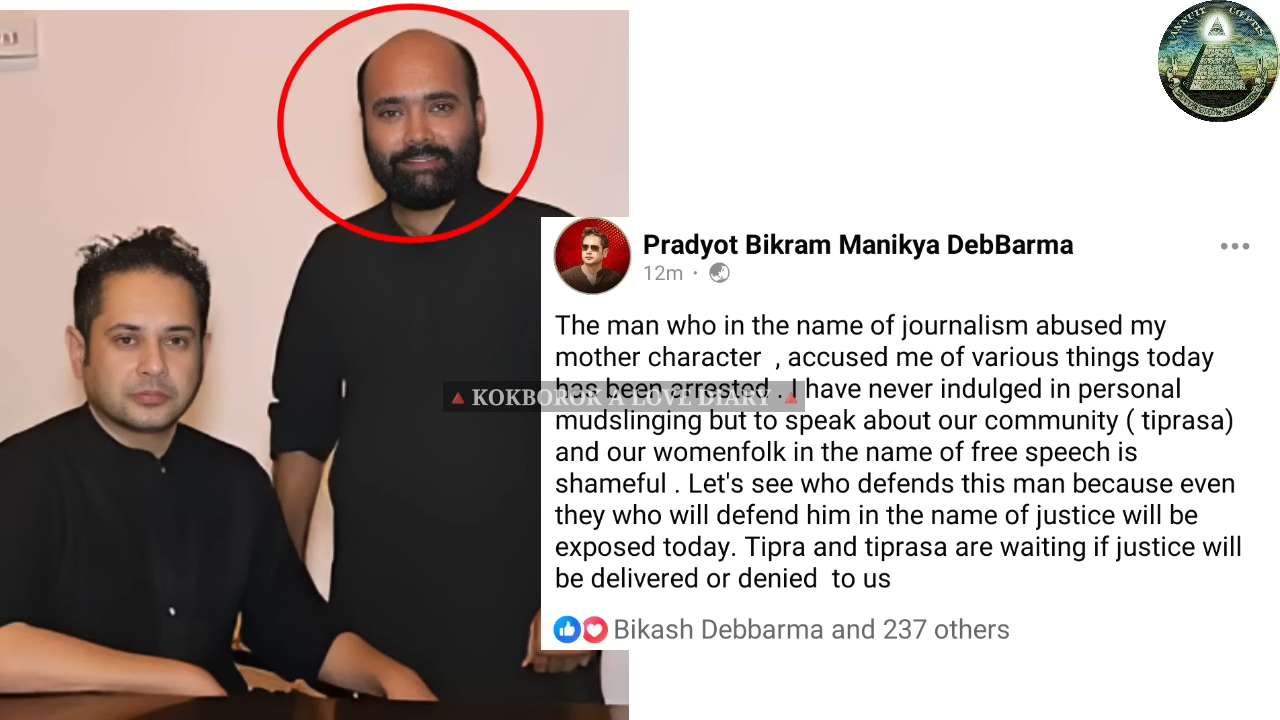 ANNUIT CŒPTIS
Pradyot Bikram Manikya DebBarma
12m
The man who in the name of journalism abused my
mother character , accused me of various things today
has been arrested . I have never indulged in personal
🔺KOKBOROK A LOVE DIARY🔺
mudslinging but to speak about our community ( tiprasa)
and our womenfolk in the name of free speech is
shameful . Let's see who defends this man because even
they who will defend him in the name of justice will be
exposed today. Tipra and tiprasa are waiting if justice will
be delivered or denied to us
Bikash Debbarma and 237 others